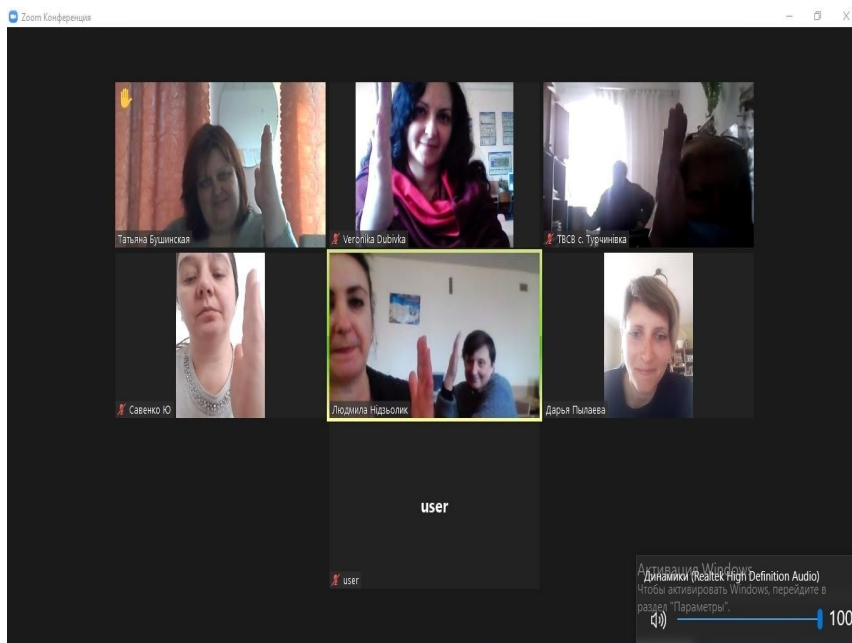 Zoom Конференция
Татьяна Бушинская
Veronika Dubivka
ТВСВ с. Турчинівка
Савенко Ю
Людмила Нідзьолик
Дарья Пылаева
user
user
Активация Windows
Динамики (Realtek High Definition Audio)
Чтобы активировать Windows, перейдите в
раздел "Параметры".
100